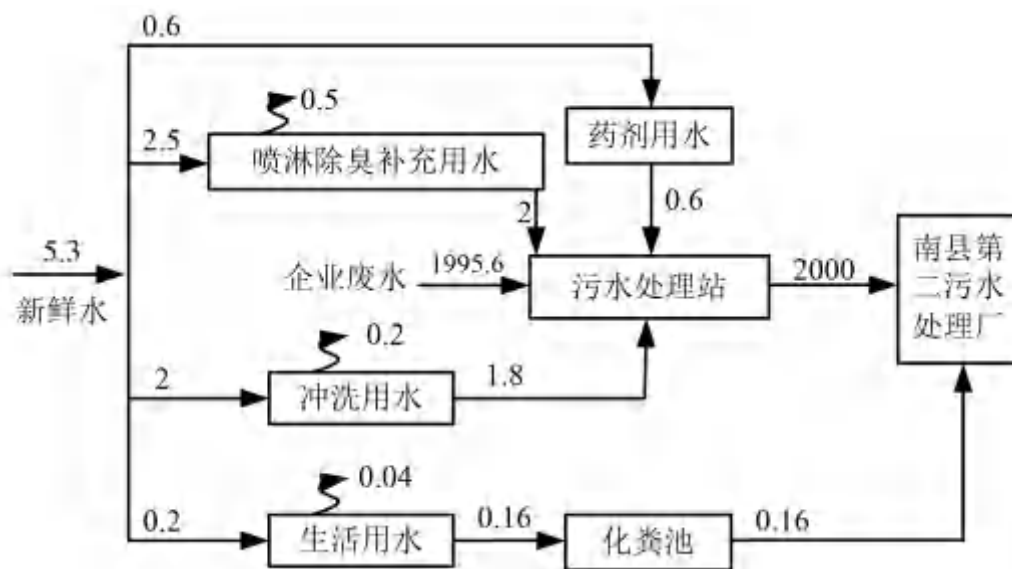 0.6
0.5
药剂用水
2.5
喷淋除臭补充用水
2
0.6
5.3
新鲜水
企业废水
1995.6
污水处理站
2000
南县第
二污水
处理厂
0.2
2
冲洗用水
1.8
0.04
0.2
生活用水
0.16
化粪池
0.16